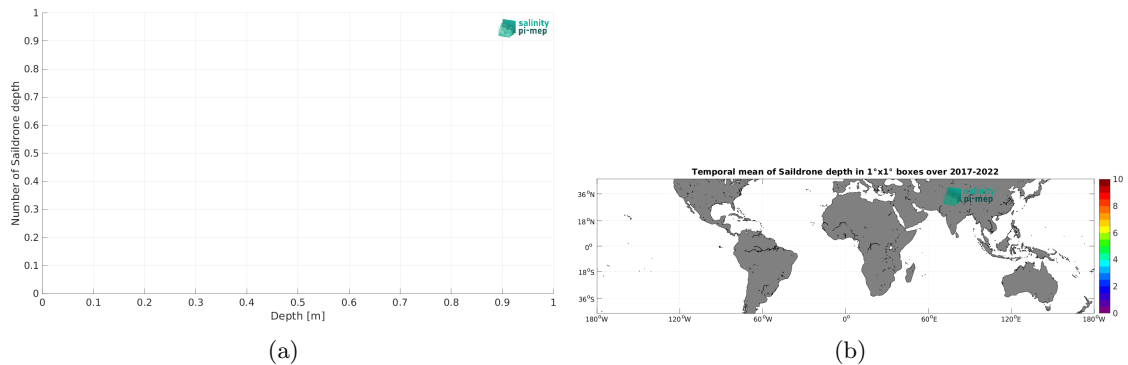 1
0.9
0.8
0.7
0.6
0.5
0.4
0.3
0.2
0.1
0
Number of Saildrone depth
salinity
pi-mep
0 0.1 0.2 0.3 0.4 0.5 0.6 0.7 0.8 0.9 1
Depth [m]
(a)
Temporal mean of Saildrone depth in 1°x1° boxes over 2017-2022
36°N
18°N
0°
18°S
36°S
salinity
pi-mep
180°W 120°W 60°W 0° 60°E 120°E 180°W
10
8
6
4
2
0
(b)